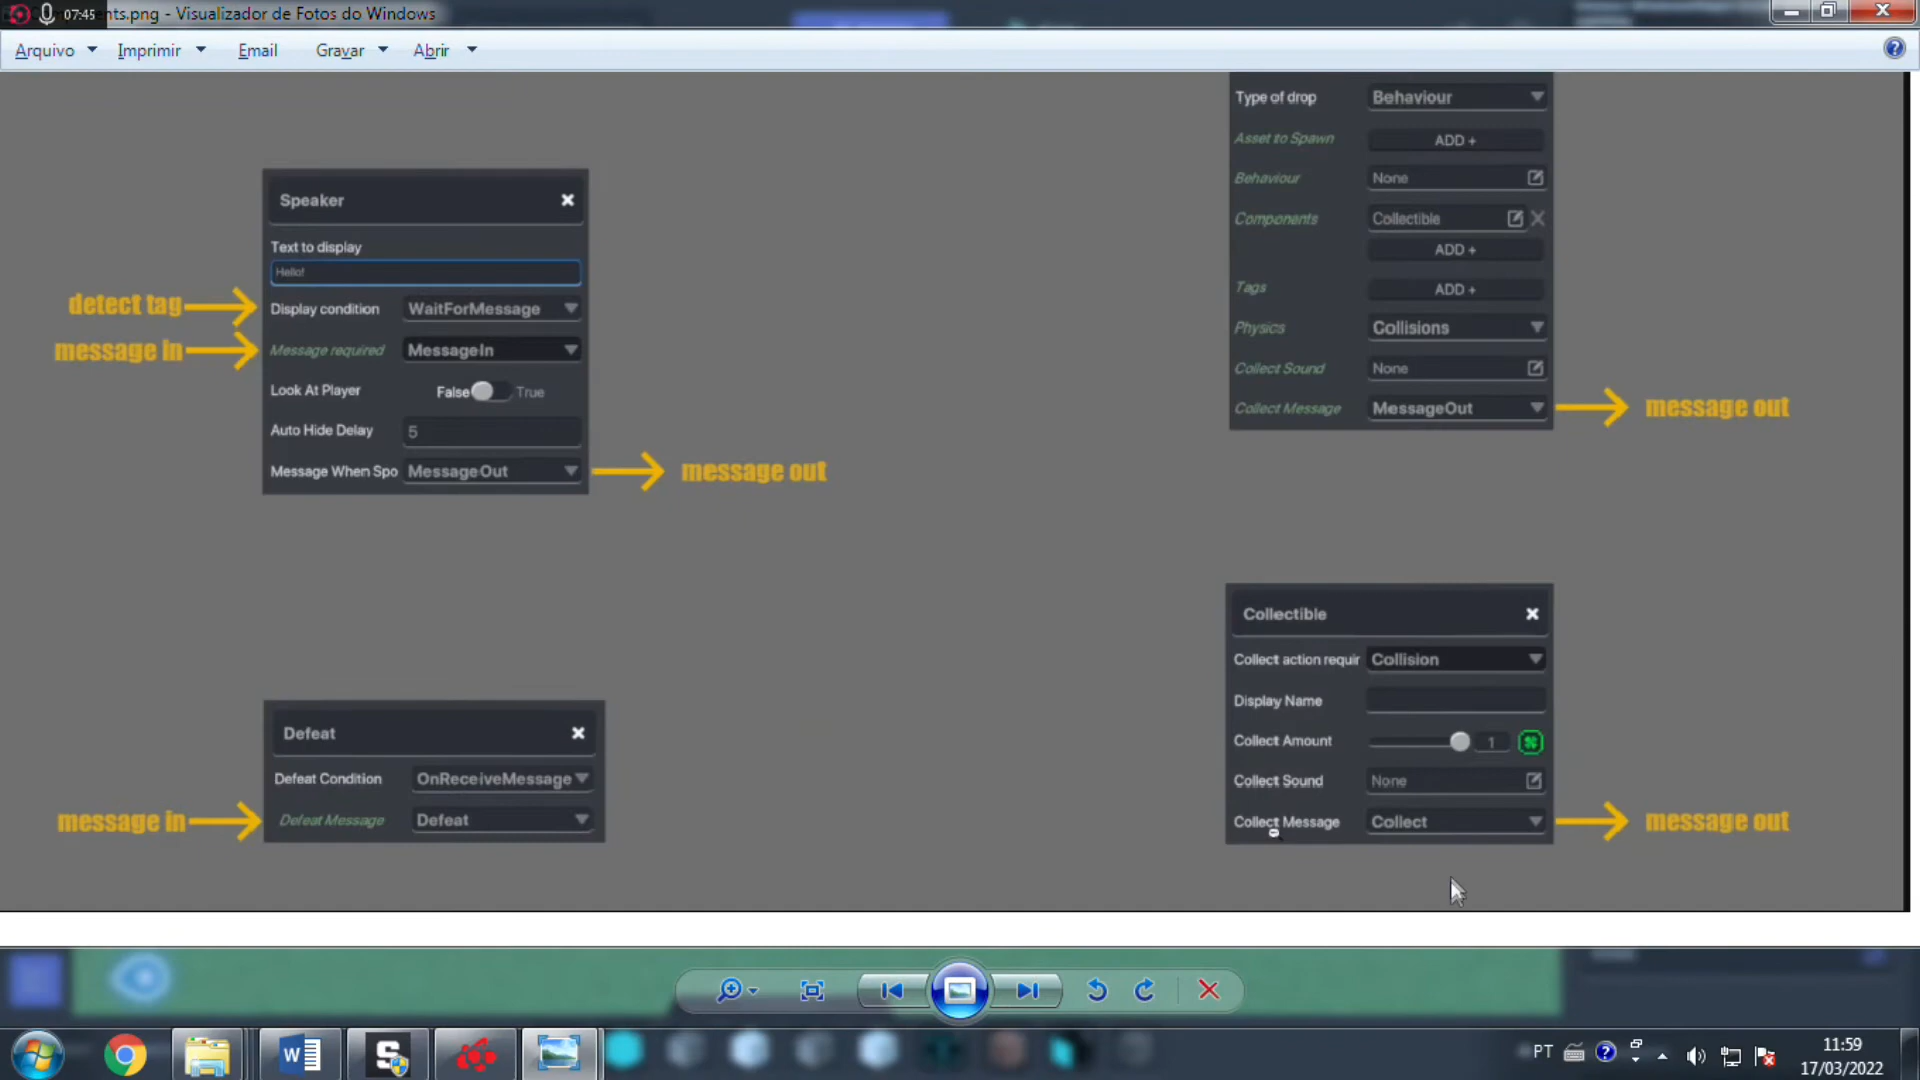 07:45
nts.png - Visualizador de Fotos do Windows
Arquivo Imprimir Email Gravar Abrir
Speaker
Text to display
Hello!
detect tag
Display condition WaitForMessage
message in
Message required MessageIn
Look At Player False True
Auto Hide Delay 5
Message When Spo MessageOut
message out
Defeat
Defeat Condition OnReceiveMessage
message in
Defeat Message Defeat
Type of drop Behaviour
Asset to Spawn ADD +
Behaviour None
Components Collectible
ADD +
Tags ADD +
Physics Collisions
Collect Sound None
Collect Message MessageOut
message out
Collectible
Collect action requir Collision
Display Name
Collect Amount 1
Collect Sound None
Collect Message Collect
message out
PT
11:59
17/03/2022